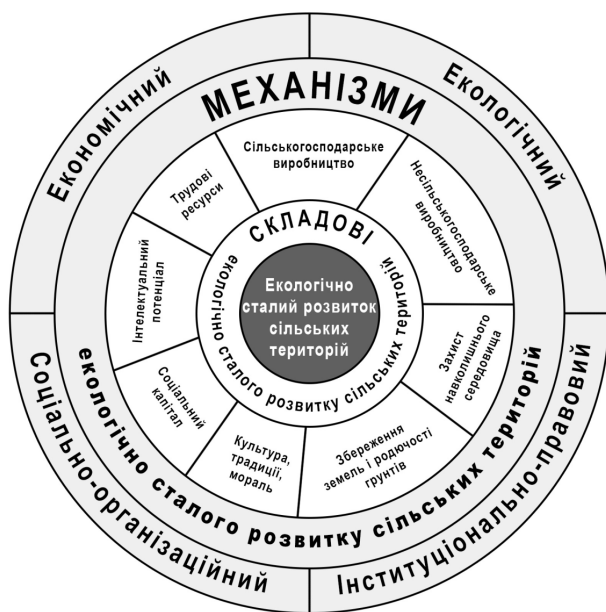 Економічний
Екологічний
МЕХАНІЗМИ
екологічно сталого розвитку сільських територій
Соціально-організаційний
Інституціонально-правовий
Сільськогосподарське
виробництво
Несільськогосподарське
виробництво
Захист
навколишнього
середовища
Збереження
земель і родючості
грунтів
Культура,
традиції,
мораль
Соціальний
капітал
Інтелектуальний
потенціал
Трудові
ресурси
СКЛАДОВІ
екологічно сталого розвитку сільських територій
Екологічно
сталий розвиток
сільських
територій